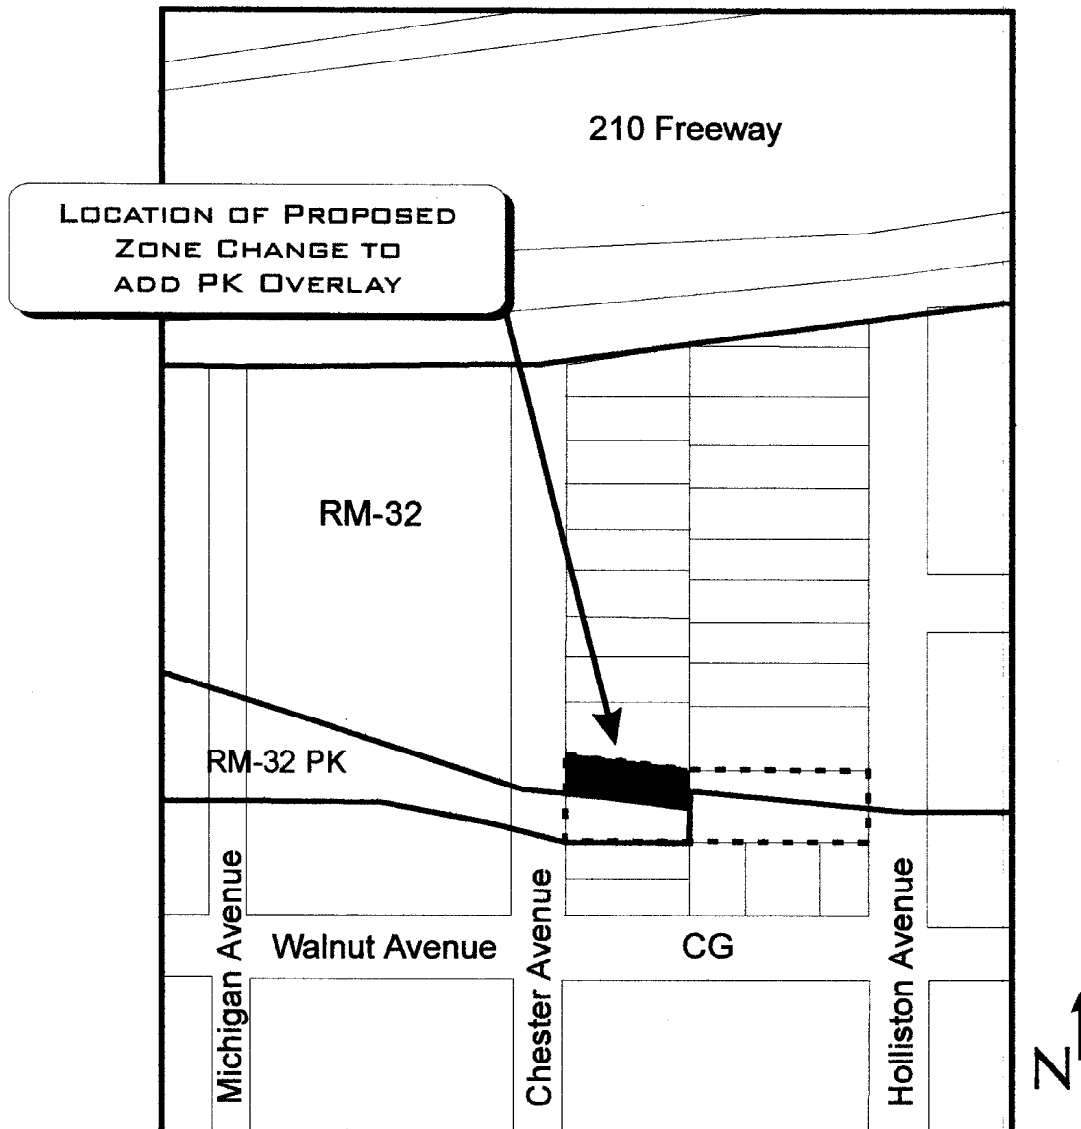 210 Freeway
LOCATION OF PROPOSED
ZONE CHANGE TO
ADD PK OVERLAY
RM-32
RM-32 PK
Walnut Avenue
CG
Michigan Avenue
Chester Avenue
Holliston Avenue
N